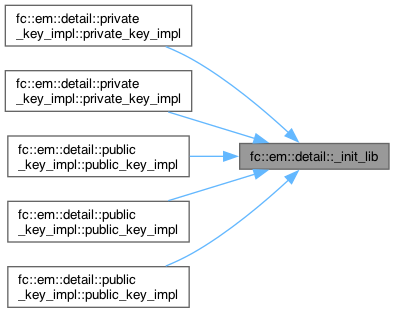 fc::em::detail::private
_key_impl::private_key_impl
fc::em::detail::private
_key_impl::private_key_impl
fc::em::detail::public
_key_impl::public_key_impl
fc::em::detail::_init_lib
fc::em::detail::public
_key_impl::public_key_impl
fc::em::detail::public
_key_impl::public_key_impl